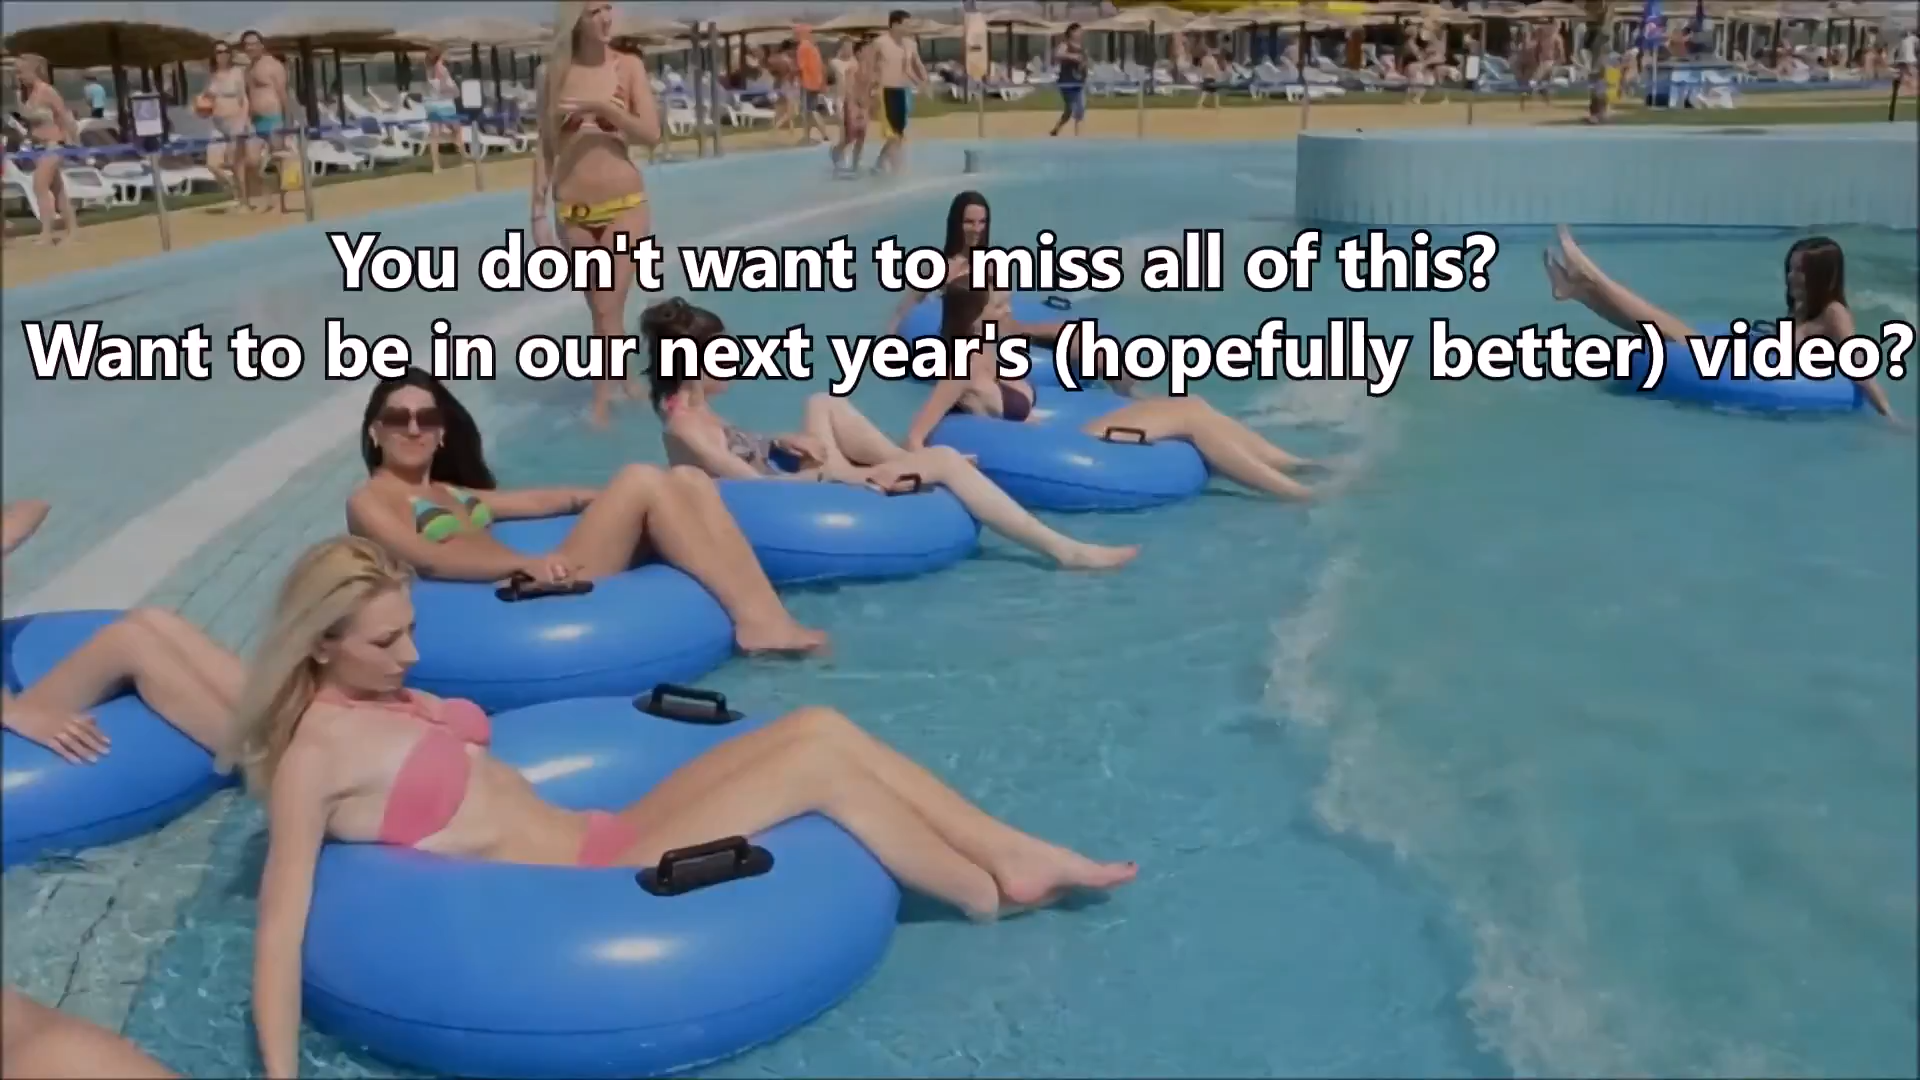 You don't want to miss all of this?
Want to be in our next year's (hopefully better) video?